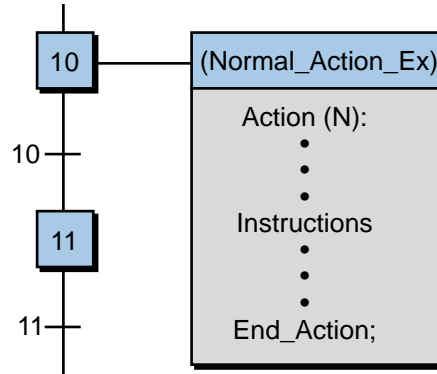 10
(Normal_Action_Ex)
Action (N):
10
Instructions
11
11
End_Action;